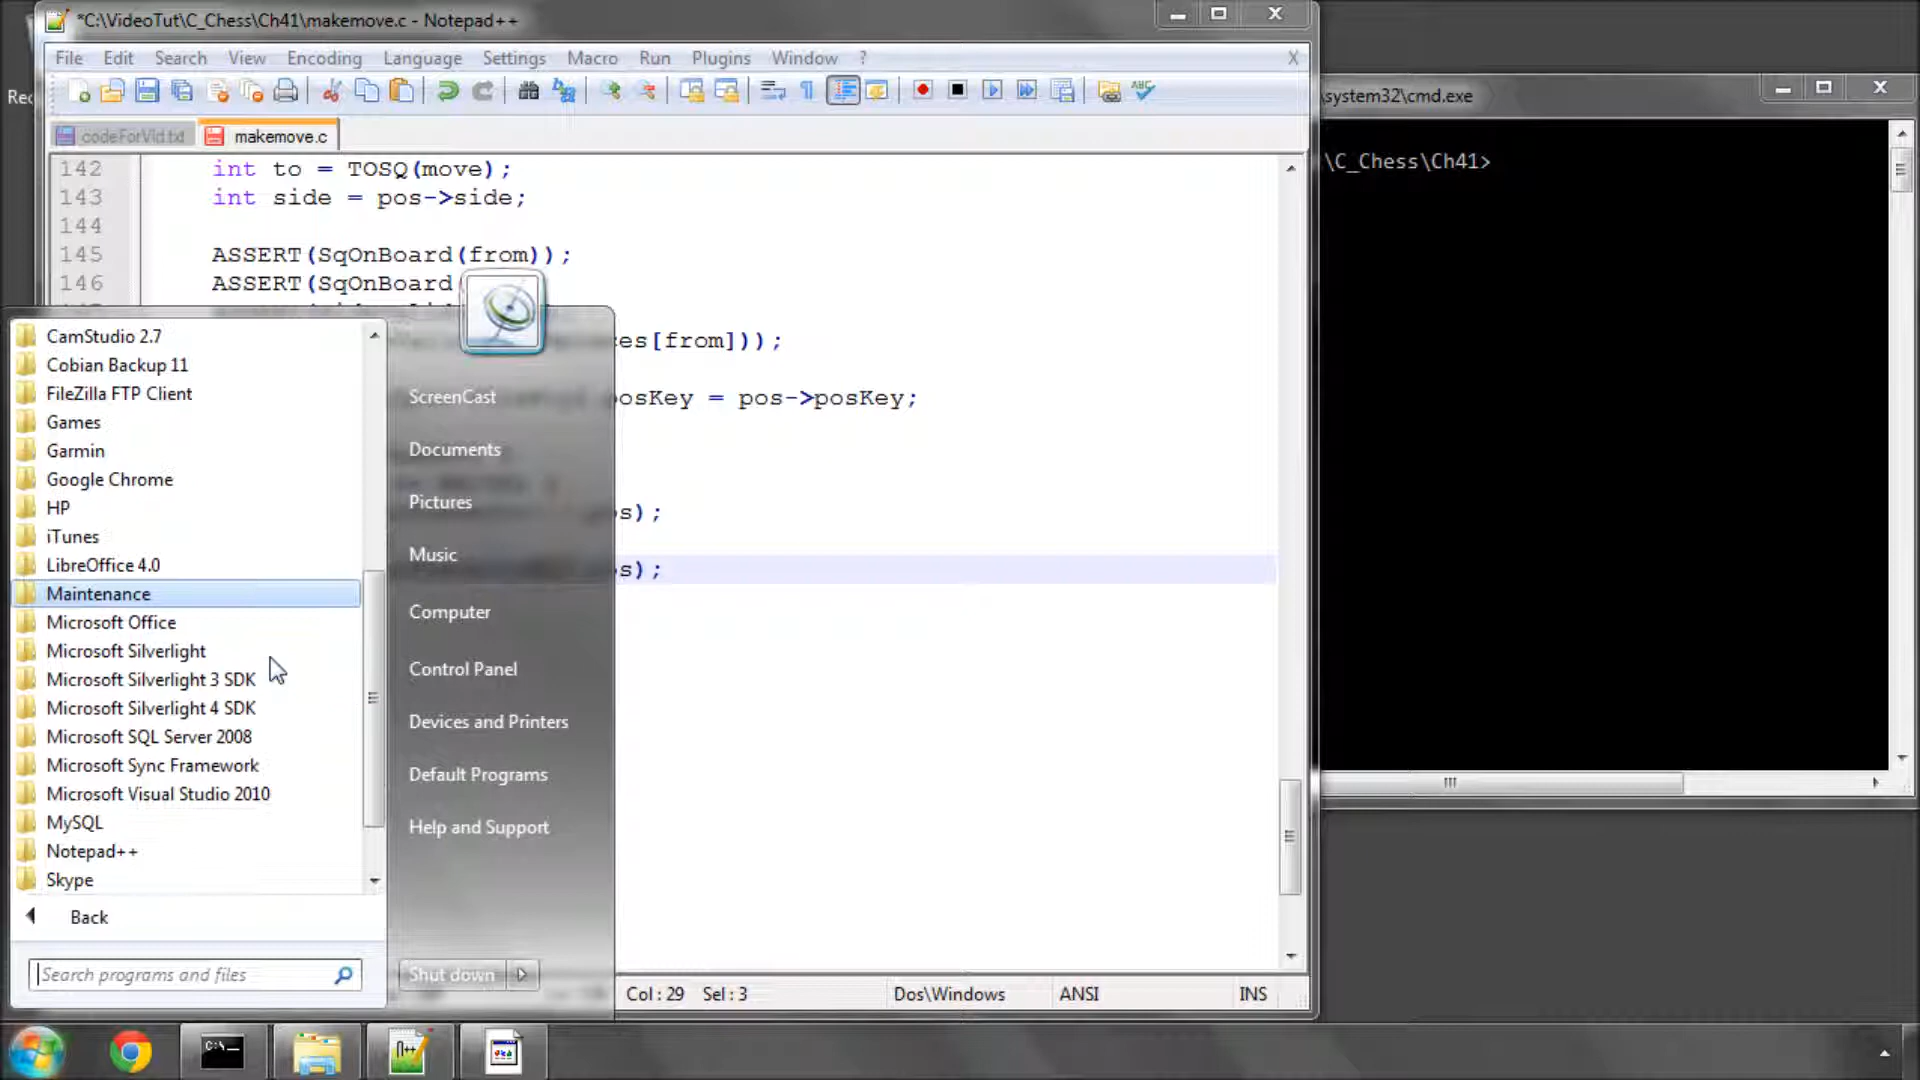 *C:\VideoTut\C_Chess\Ch41\makemove.c - Notepad++
File Edit Search View Encoding Language Settings Macro Run Plugins Window ? X
codeForVid.txt makemove.c
142 int to = TOSQ(move);
143 int side = pos->side;
144
145 ASSERT(SqOnBoard(from));
146 ASSERT(SqOnBoard(
es[from]));
posKey = pos->posKey;
s);
s);
Col : 29 Sel : 3 Dos\Windows ANSI INS
\system32\cmd.exe
\C_Chess\Ch41>
CamStudio 2.7
Cobian Backup 11
FileZilla FTP Client
Games
Garmin
Google Chrome
HP
iTunes
LibreOffice 4.0
Maintenance
Microsoft Office
Microsoft Silverlight
Microsoft Silverlight 3 SDK
Microsoft Silverlight 4 SDK
Microsoft SQL Server 2008
Microsoft Sync Framework
Microsoft Visual Studio 2010
MySQL
Notepad++
Skype
Back
Search programs and files
ScreenCast
Documents
Pictures
Music
Computer
Control Panel
Devices and Printers
Default Programs
Help and Support
Shut down
Rec
C:\_